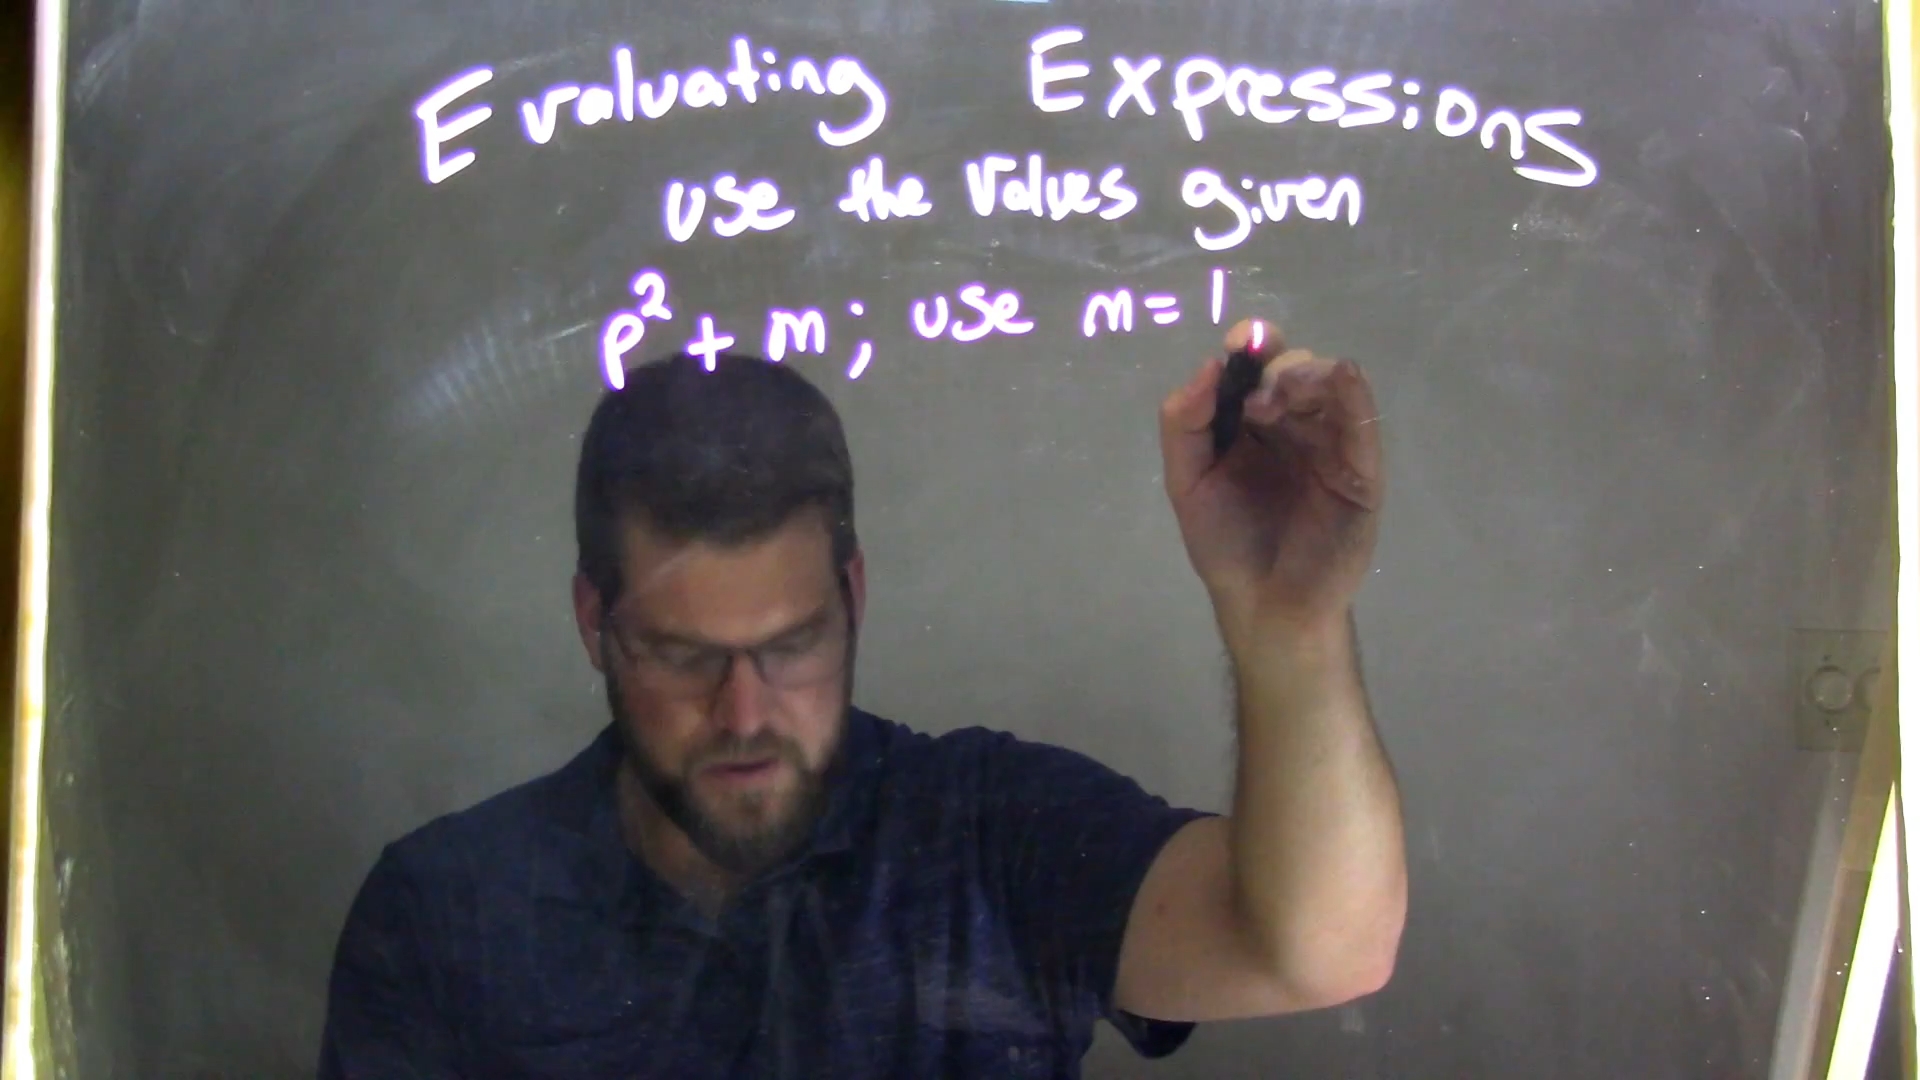 Evaluating Expressions
use the values given
p² + m; use m = 1,